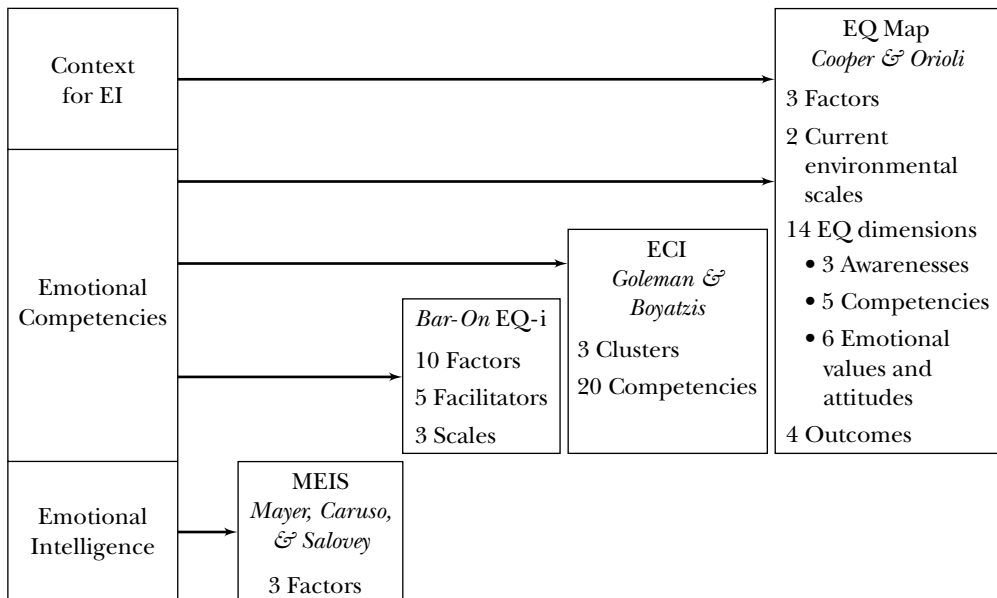 Context
for EI
Emotional
Competencies
Emotional
Intelligence
MEIS
Mayer, Caruso,
& Salovey
3 Factors
Bar-On EQ-i
10 Factors
5 Facilitators
3 Scales
ECI
Goleman &
Boyatzis
3 Clusters
20 Competencies
EQ Map
Cooper & Orioli
3 Factors
2 Current
environmental
scales
14 EQ dimensions
• 3 Awarenesses
• 5 Competencies
• 6 Emotional
values and
attitudes
4 Outcomes